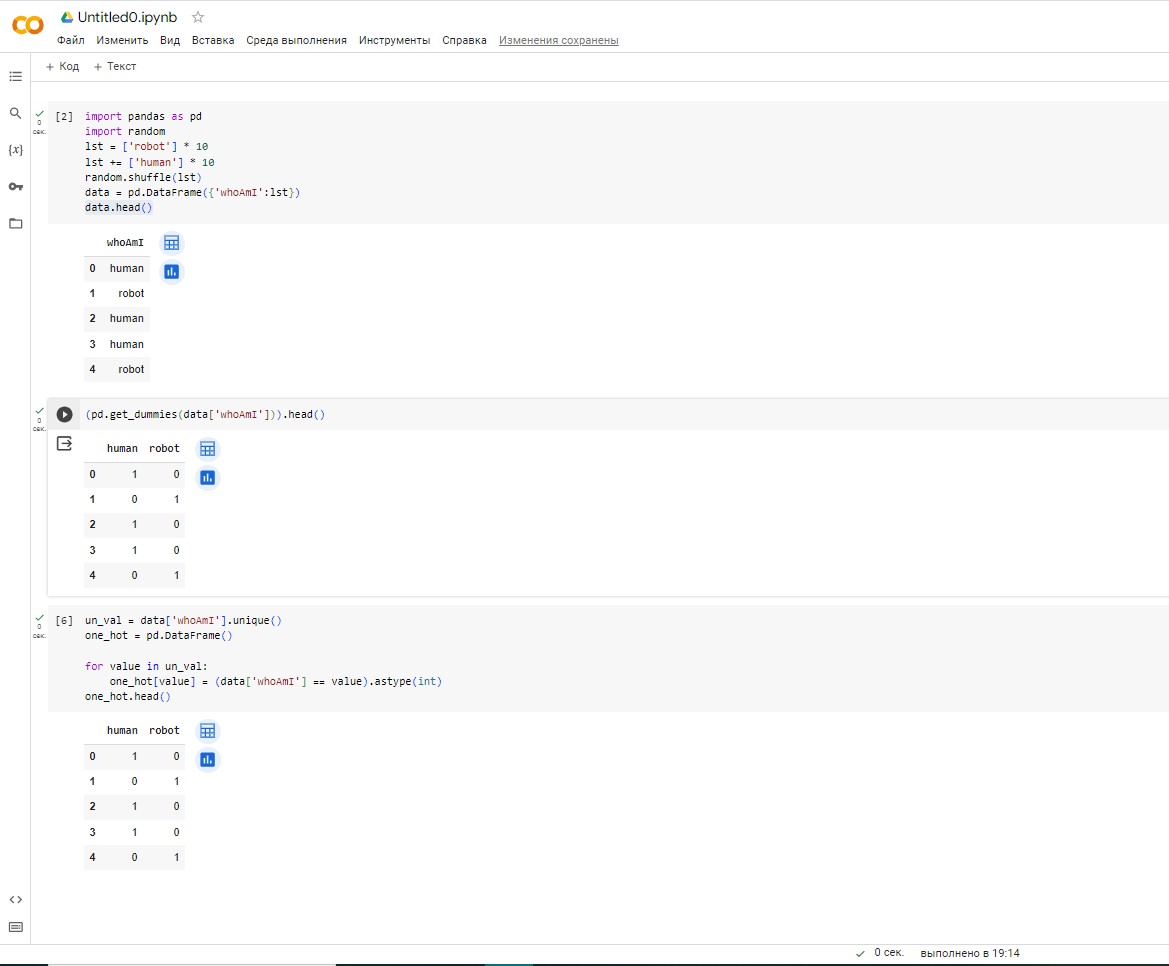 Untitled0.ipynb
Файл Изменить Вид Вставка Среда выполнения Инструменты Справка Изменения сохранены
+ Код + Текст
0 сек.
[2] import pandas as pd
import random
lst = ['robot'] * 10
lst += ['human'] * 10
random.shuffle(lst)
data = pd.DataFrame({'whoAmI':lst})
data.head()
whoAmI
0 human
1 robot
2 human
3 human
4 robot
0 сек.
(pd.get_dummies(data['whoAmI'])).head()
human robot
0 1 0
1 0 1
2 1 0
3 1 0
4 0 1
0 сек.
[6] un_val = data['whoAmI'].unique()
one_hot = pd.DataFrame()
for value in un_val:
one_hot[value] = (data['whoAmI'] == value).astype(int)
one_hot.head()
human robot
0 1 0
1 0 1
2 1 0
3 1 0
4 0 1
0 сек. выполнено в 19:14